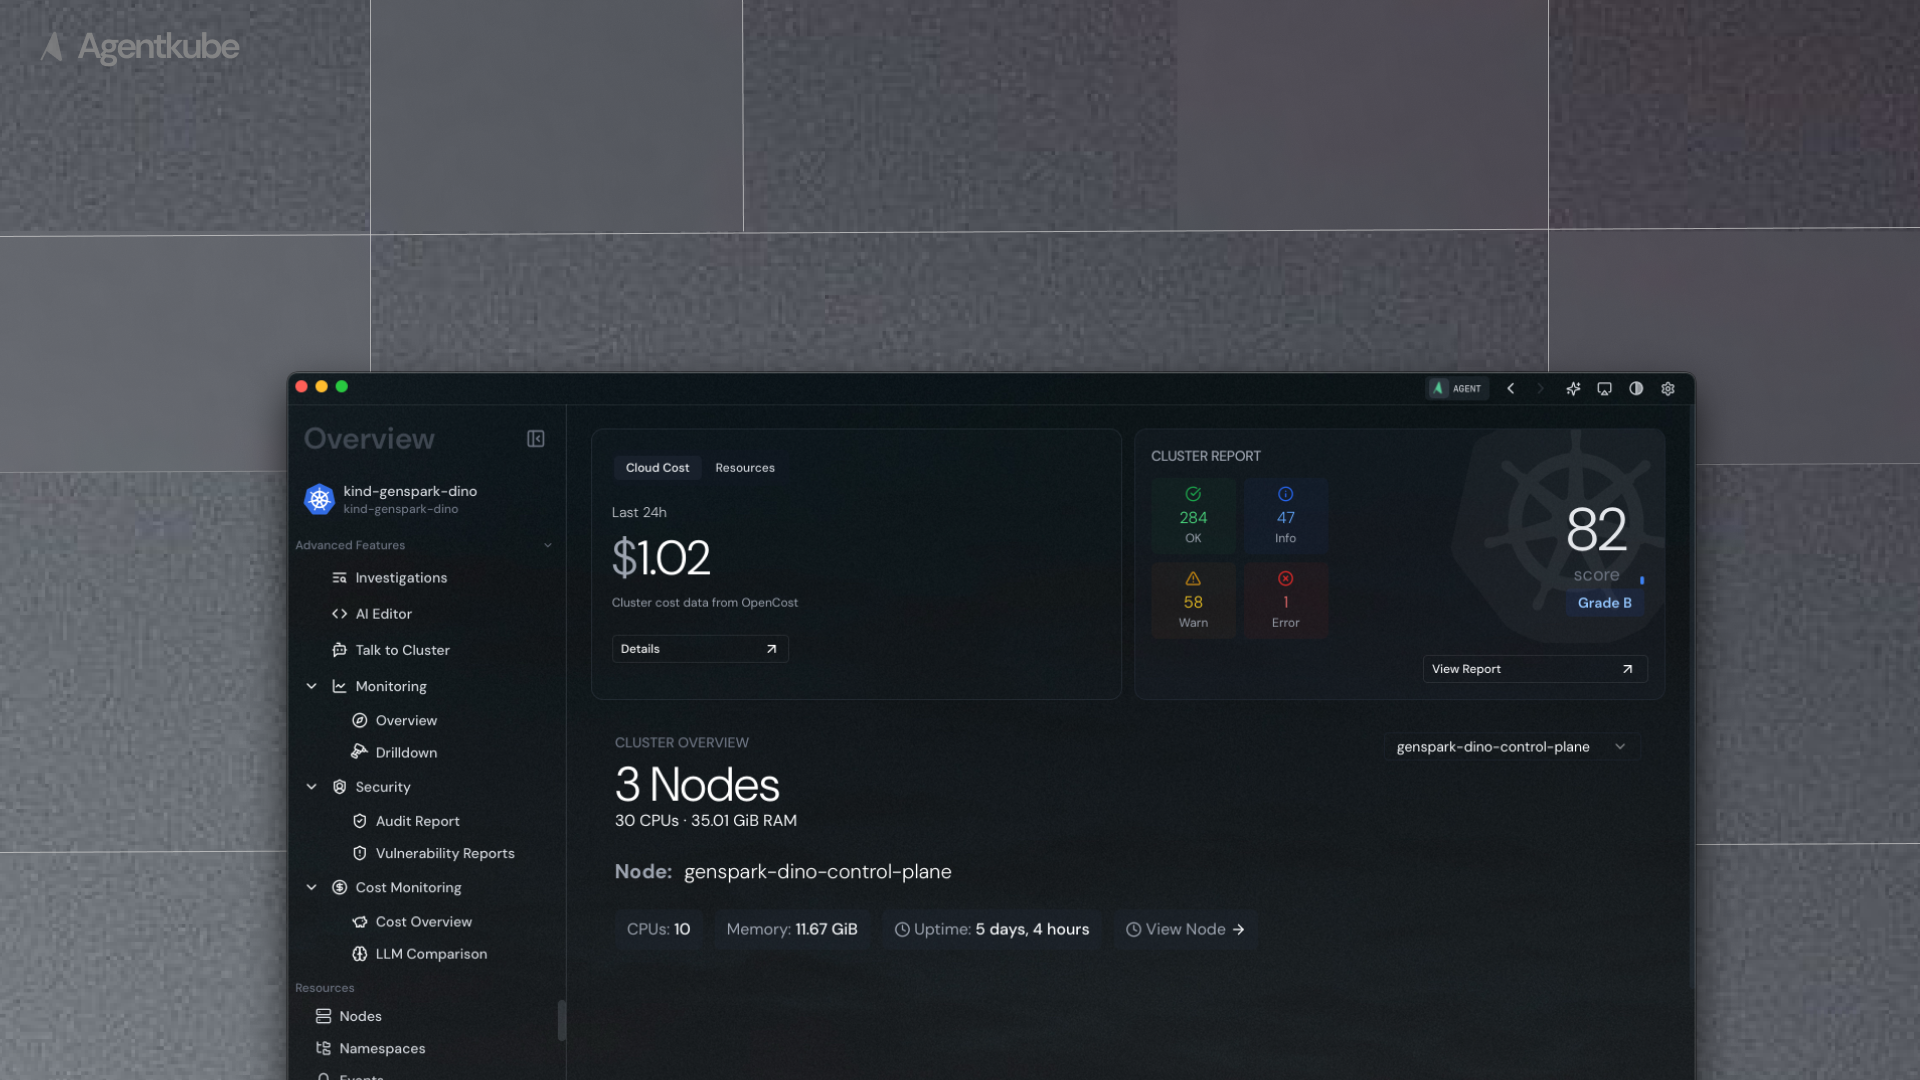 Agentkube
AGENT
Overview
kind-genspark-dino
kind-genspark-dino
Advanced Features
Investigations
AI Editor
Talk to Cluster
Monitoring
Overview
Drilldown
Security
Audit Report
Vulnerability Reports
Cost Monitoring
Cost Overview
LLM Comparison
Resources
Nodes
Namespaces
Events
Cloud Cost
Resources
Last 24h
$1.02
Cluster cost data from OpenCost
Details
CLUSTER REPORT
284
OK
47
Info
58
Warn
1
Error
82
score
Grade B
View Report
CLUSTER OVERVIEW
genspark-dino-control-plane
3 Nodes
30 CPUs · 35.01 GiB RAM
Node: genspark-dino-control-plane
CPUs: 10
Memory: 11.67 GiB
Uptime: 5 days, 4 hours
View Node →